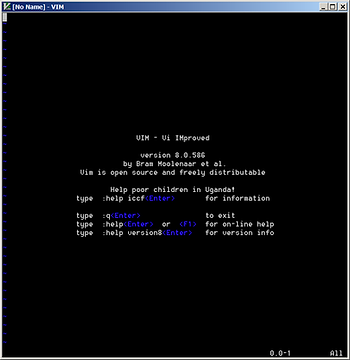 [No Name] - VIM
VIM - Vi IMproved
version 8.0.586
by Bram Moolenaar et al.
Vim is open source and freely distributable
Help poor children in Uganda!
type :help iccf<Enter> for information
type :q<Enter> to exit
type :help<Enter> or <F1> for on-line help
type :help version8<Enter> for version info
0,0-1 All